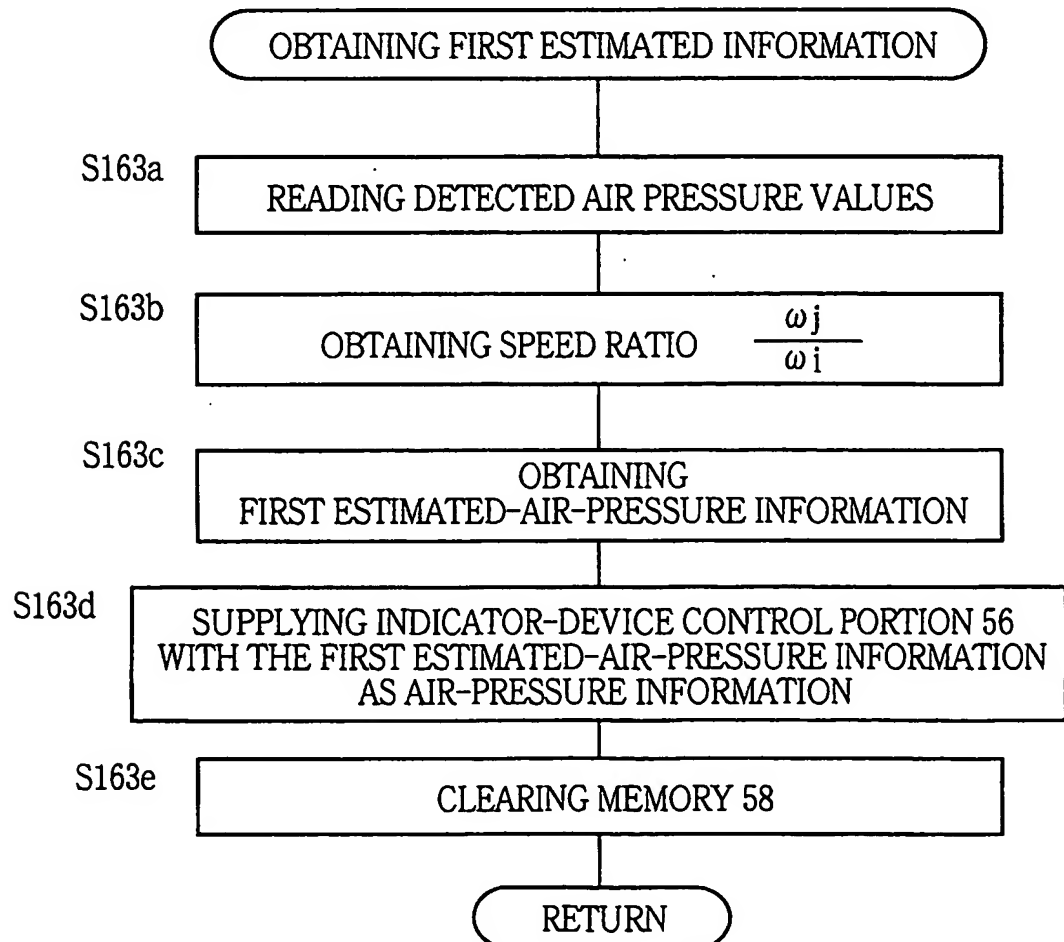 OBTAINING FIRST ESTIMATED INFORMATION
S163a
READING DETECTED AIR PRESSURE VALUES
S163b
OBTAINING SPEED RATIO ωj/ωi
S163c
OBTAINING
FIRST ESTIMATED-AIR-PRESSURE INFORMATION
S163d
SUPPLYING INDICATOR-DEVICE CONTROL PORTION 56
WITH THE FIRST ESTIMATED-AIR-PRESSURE INFORMATION
AS AIR-PRESSURE INFORMATION
S163e
CLEARING MEMORY 58
RETURN